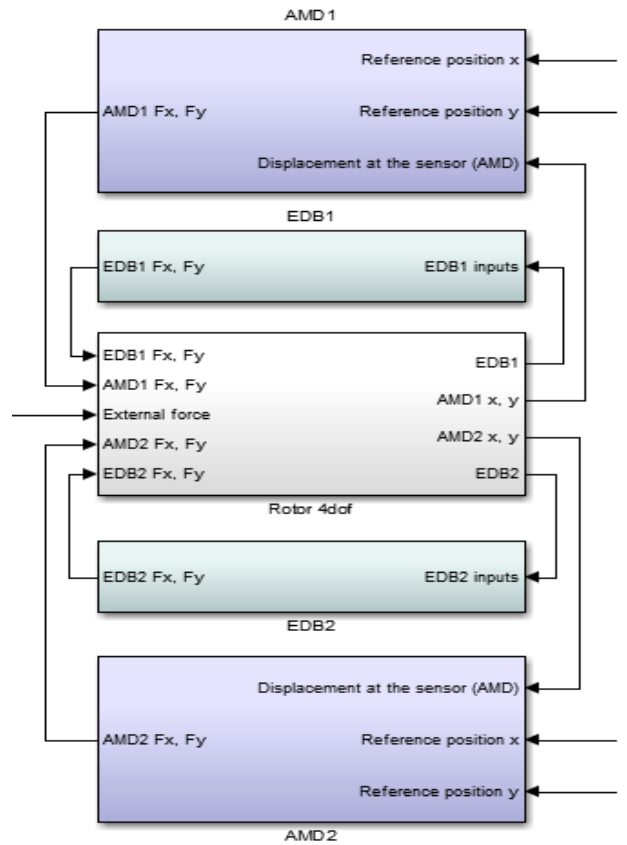 AMD1
Reference position x
AMD1 Fx, Fy
Reference position y
Displacement at the sensor (AMD)
EDB1
EDB1 Fx, Fy
EDB1 inputs
EDB1 Fx, Fy
EDB1
AMD1 Fx, Fy
AMD1 x, y
External force
AMD2 Fx, Fy
AMD2 x, y
EDB2 Fx, Fy
EDB2
Rotor 4dof
EDB2 Fx, Fy
EDB2 inputs
EDB2
Displacement at the sensor (AMD)
AMD2 Fx, Fy
Reference position x
Reference position y
AMD2